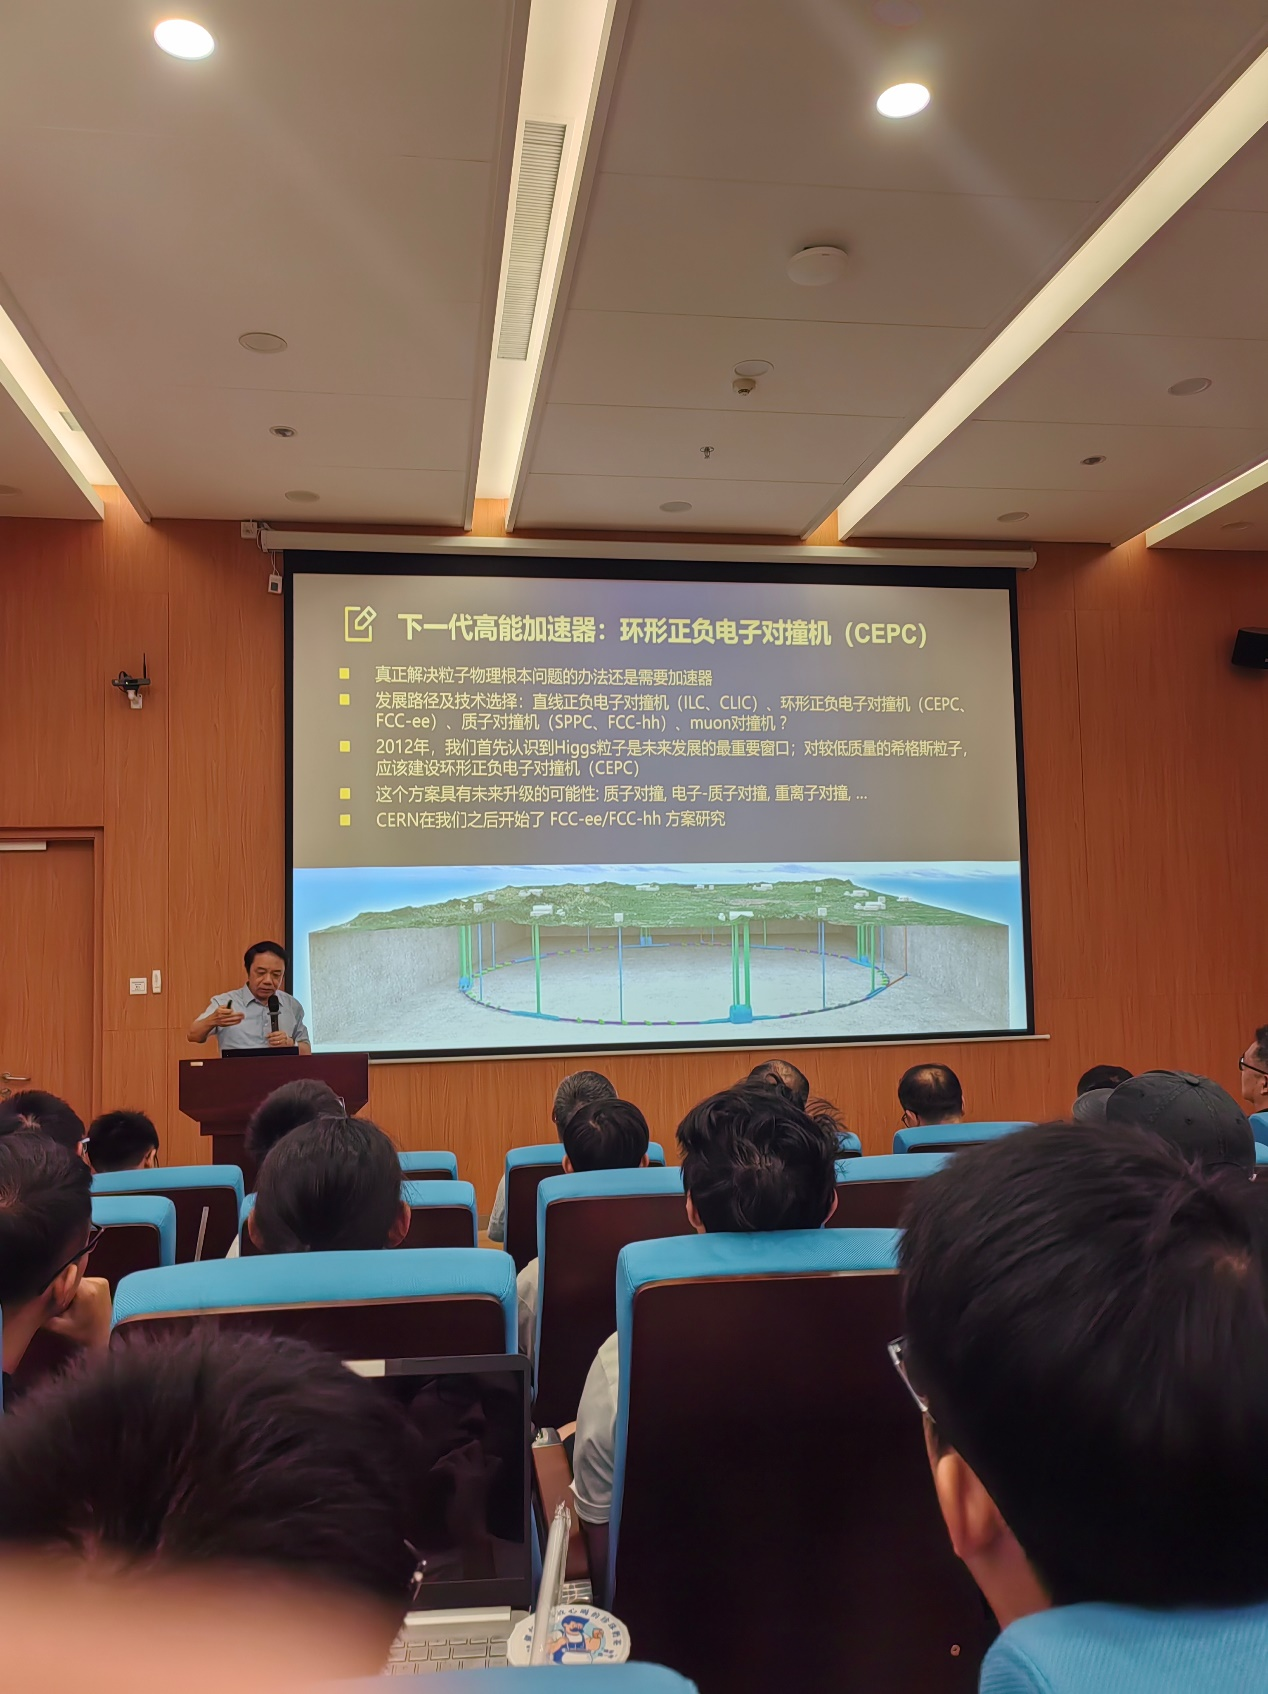 下一代高能加速器：环形正负电子对撞机（CEPC）
真正解决粒子物理根本问题的办法还是需要加速器
发展路径及技术选择：直线正负电子对撞机（ILC、CLIC）、环形正负电子对撞机（CEPC、
FCC-ee）、质子对撞机（SPPC、FCC-hh）、muon对撞机？
2012年，我们首先认识到Higgs粒子是未来发展的最重要窗口；对较低质量的希格斯粒子，
应该建设环形正负电子对撞机（CEPC）
这个方案具有未来升级的可能性: 质子对撞, 电子-质子对撞, 重离子对撞, ...
CERN在我们之后开始了 FCC-ee/FCC-hh 方案研究